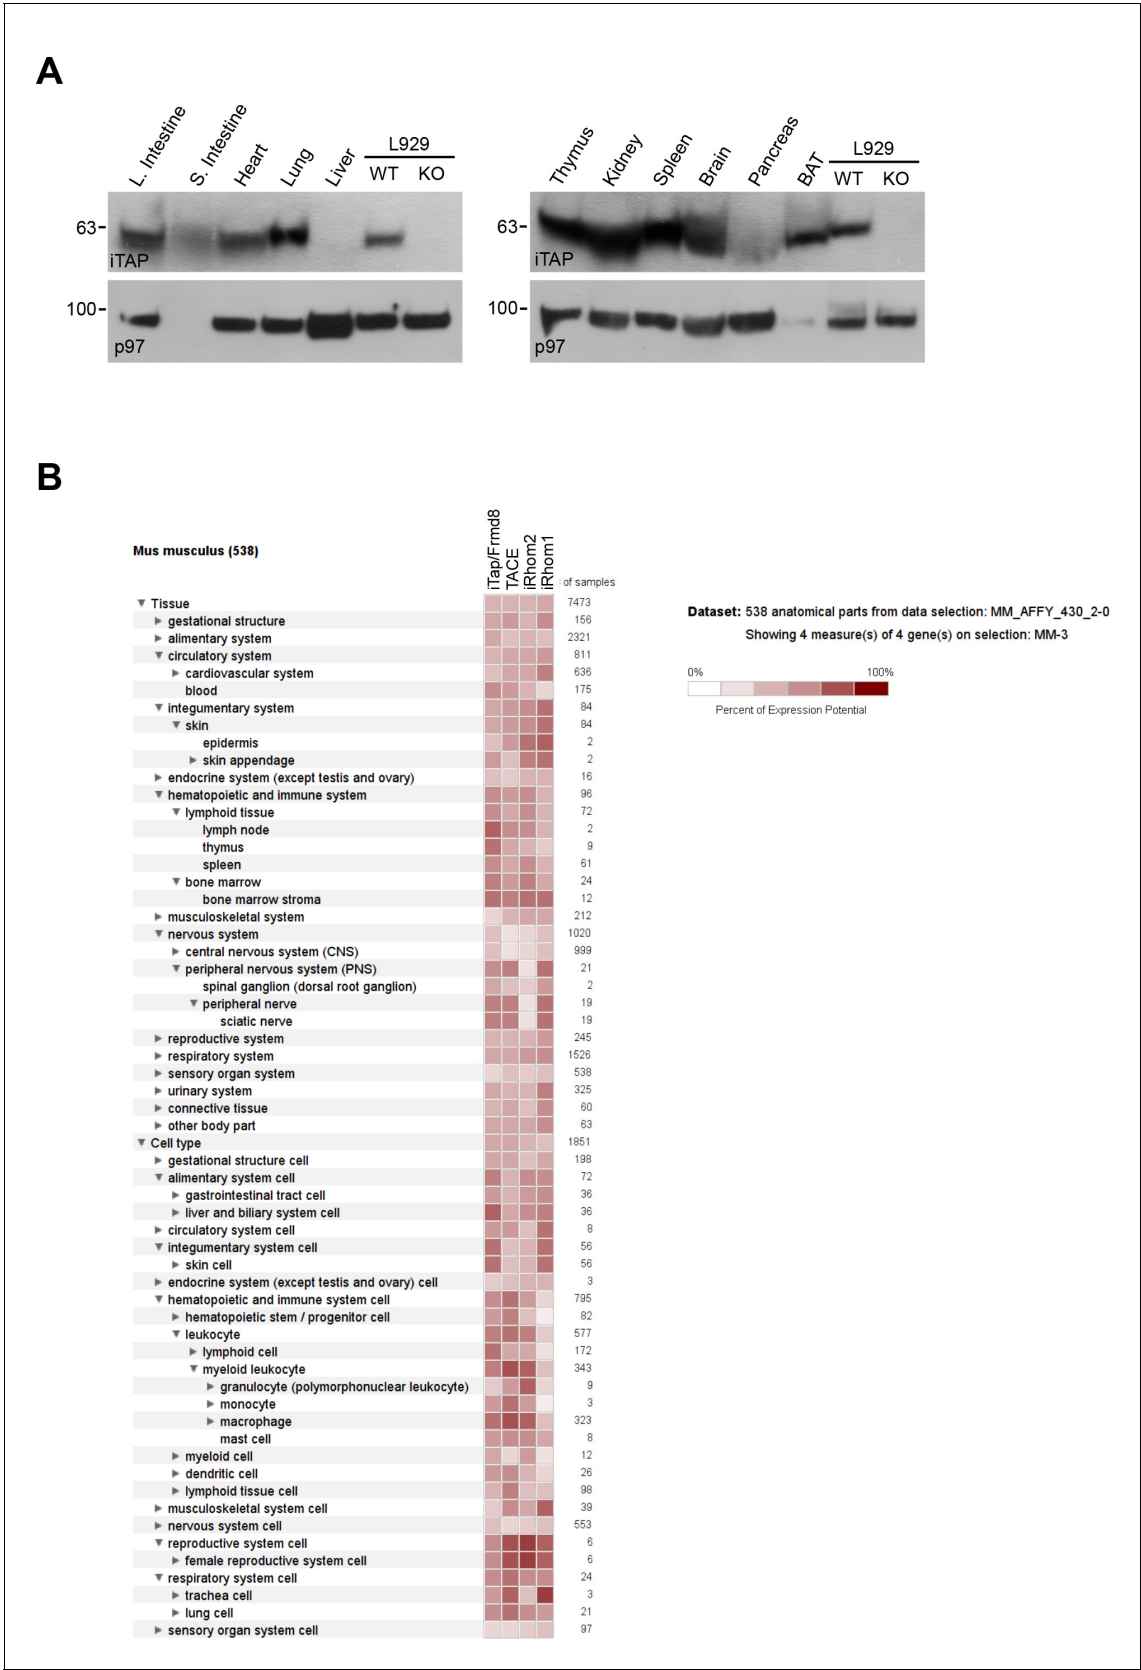 A
L. Intestine
S. Intestine
Heart
Lung
Liver
L929
WT
KO
63-
iTAP
100-
p97
Thymus
Kidney
Spleen
Brain
Pancreas
BAT
L929
WT
KO
63-
iTAP
100-
p97
B
Mus musculus (538)
iTap/Frmd8
TACE
iRhom2
iRhom1
of samples
Tissue 7473
gestational structure 156
alimentary system 2321
circulatory system 811
cardiovascular system 636
blood 175
integumentary system 84
skin 84
epidermis 2
skin appendage 2
endocrine system (except testis and ovary) 16
hematopoietic and immune system 96
lymphoid tissue 72
lymph node 2
thymus 9
spleen 61
bone marrow 24
bone marrow stroma 12
musculoskeletal system 212
nervous system 1020
central nervous system (CNS) 999
peripheral nervous system (PNS) 21
spinal ganglion (dorsal root ganglion) 2
peripheral nerve 19
sciatic nerve 19
reproductive system 245
respiratory system 1526
sensory organ system 538
urinary system 325
connective tissue 60
other body part 63
Cell type 1851
gestational structure cell 198
alimentary system cell 72
gastrointestinal tract cell 36
liver and biliary system cell 36
circulatory system cell 8
integumentary system cell 56
skin cell 56
endocrine system (except testis and ovary) cell 3
hematopoietic and immune system cell 795
hematopoietic stem / progenitor cell 82
leukocyte 577
lymphoid cell 172
myeloid leukocyte 343
granulocyte (polymorphonuclear leukocyte) 9
monocyte 3
macrophage 323
mast cell 8
myeloid cell 12
dendritic cell 26
lymphoid tissue cell 98
musculoskeletal system cell 39
nervous system cell 553
reproductive system cell 6
female reproductive system cell 6
respiratory system cell 24
trachea cell 3
lung cell 21
sensory organ system cell 97
Dataset: 538 anatomical parts from data selection: MM_AFFY_430_2-0
Showing 4 measure(s) of 4 gene(s) on selection: MM-3
0% 100%
Percent of Expression Potential